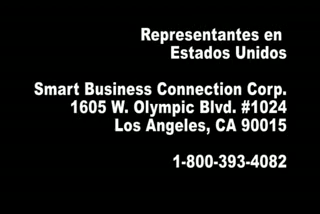 Representantes en
Estados Unidos
Smart Business Connection Corp.
1605 W. Olympic Blvd. #1024
Los Angeles, CA 90015
1-800-393-4082